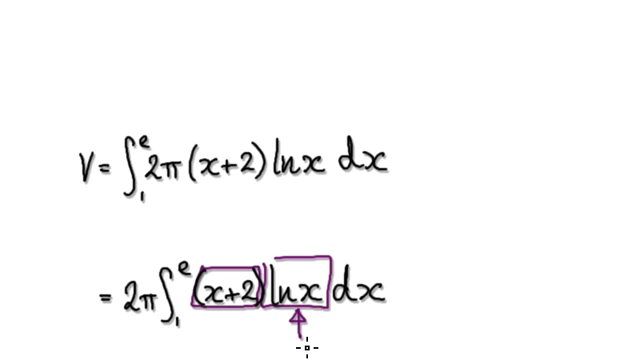 V = ∫₁ᵉ 2π (x+2) ln x dx
= 2π ∫₁ᵉ (x+2) ln x dx